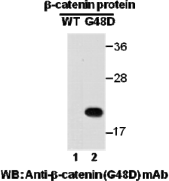 β-catenin protein
WT G48D
36
28
17
1 2
WB: Anti-β-catenin(G48D) mAb